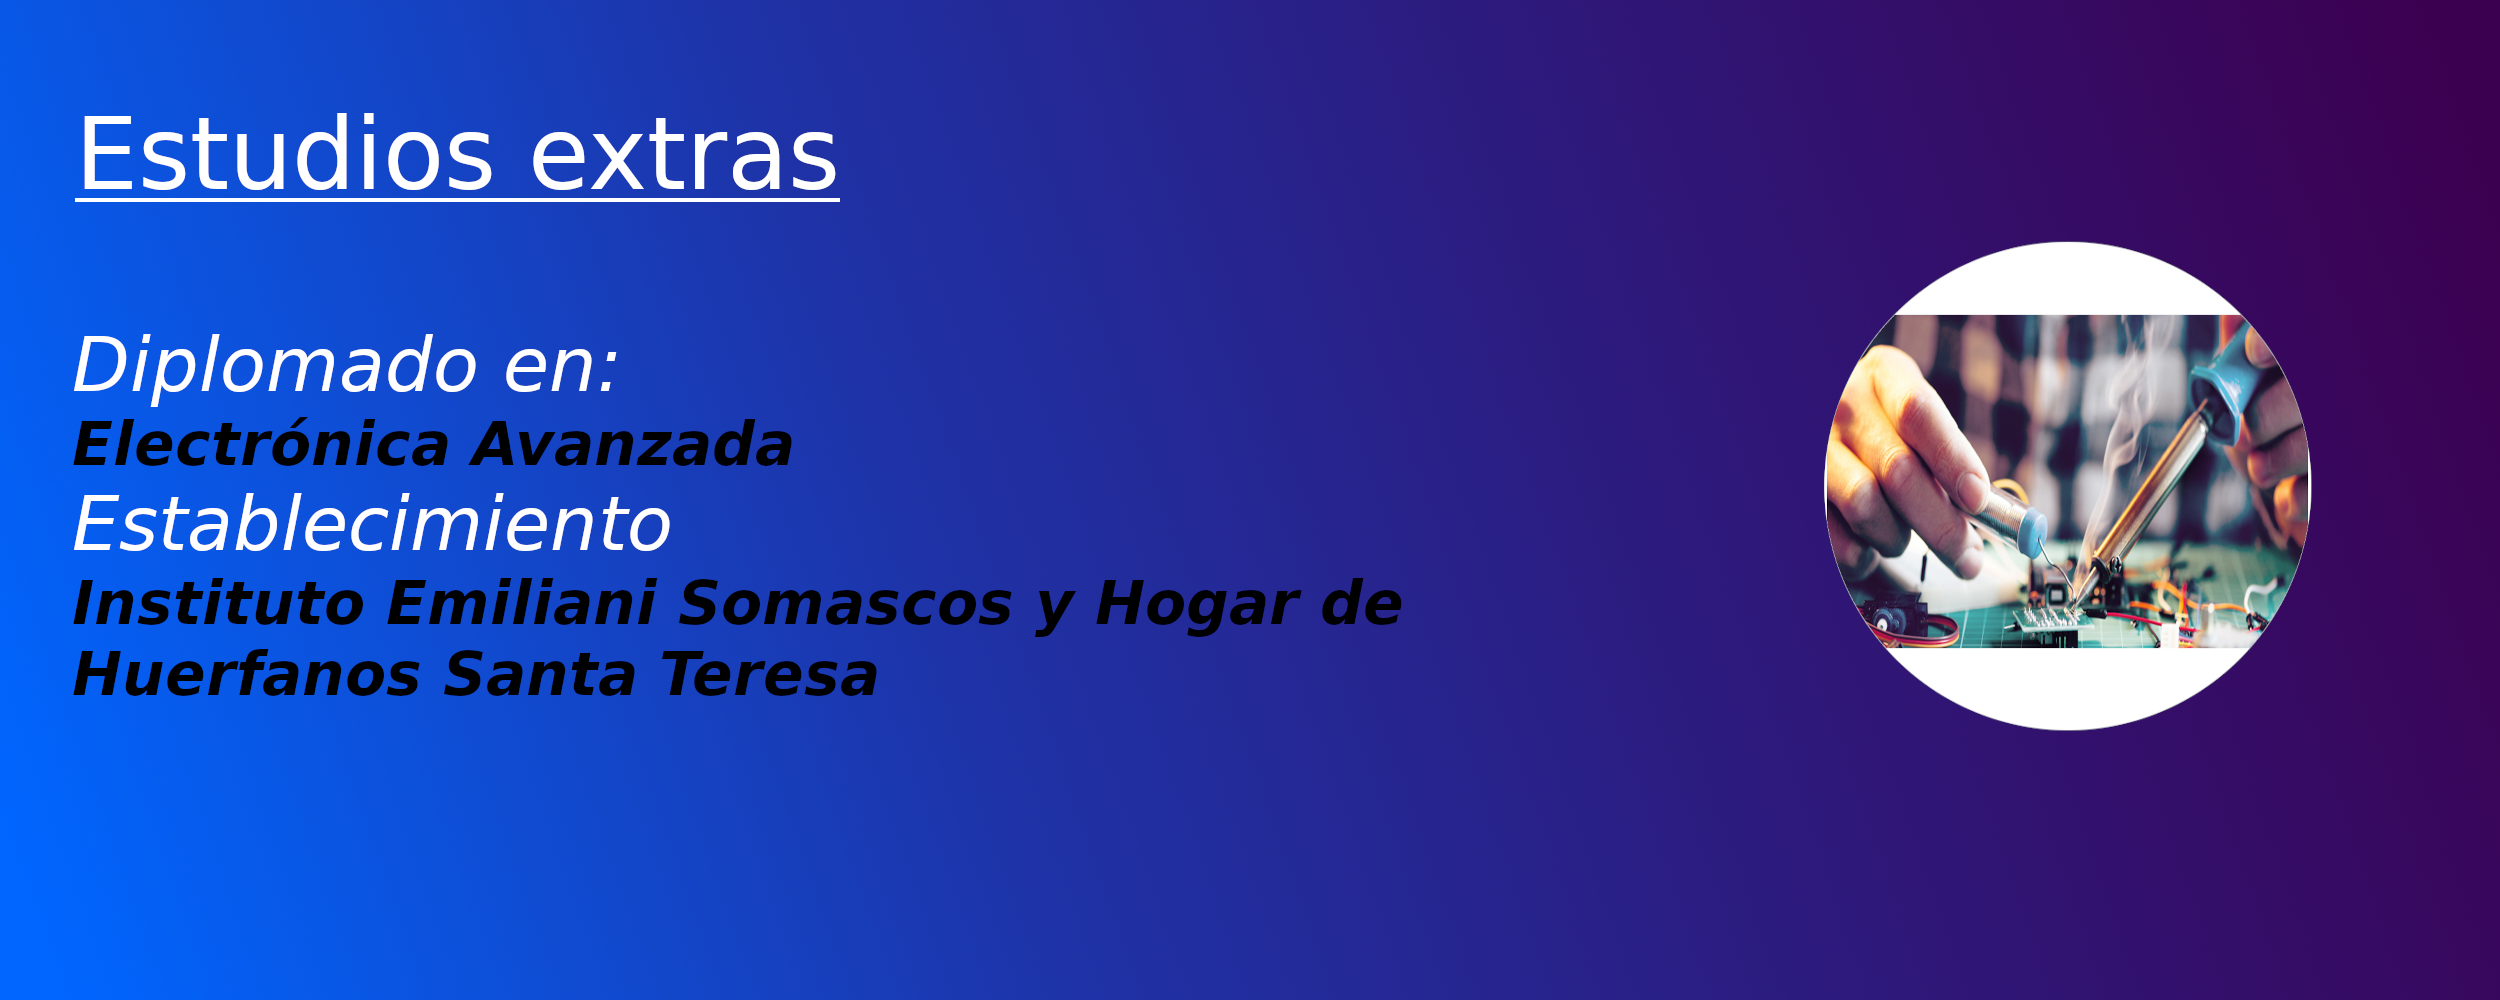 Estudios extras
Diplomado en:
Electrónica Avanzada
Establecimiento
Instituto Emiliani Somascos y Hogar de
Huerfanos Santa Teresa